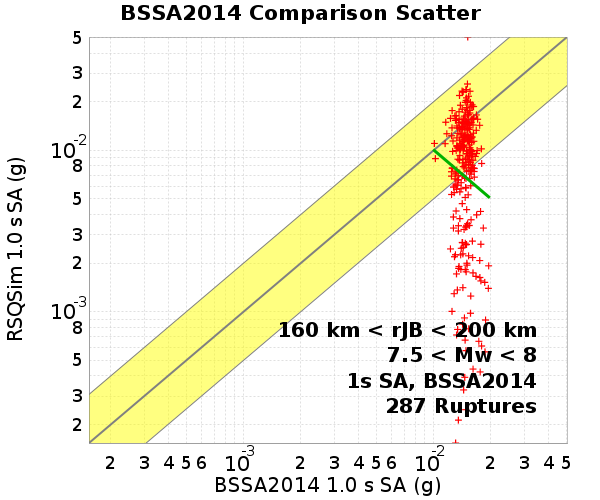 BSSA2014 Comparison Scatter
RSQSim 1.0 s SA (g)
5
3
2
10^-2
8
5
3
2
10^-3
8
5
3
2
160 km < rJB < 200 km
7.5 < Mw < 8
1s SA, BSSA2014
287 Ruptures
2 3 4 5 6 10^-3 2 3 4 5 6 10^-2 2 3 4 5
BSSA2014 1.0 s SA (g)